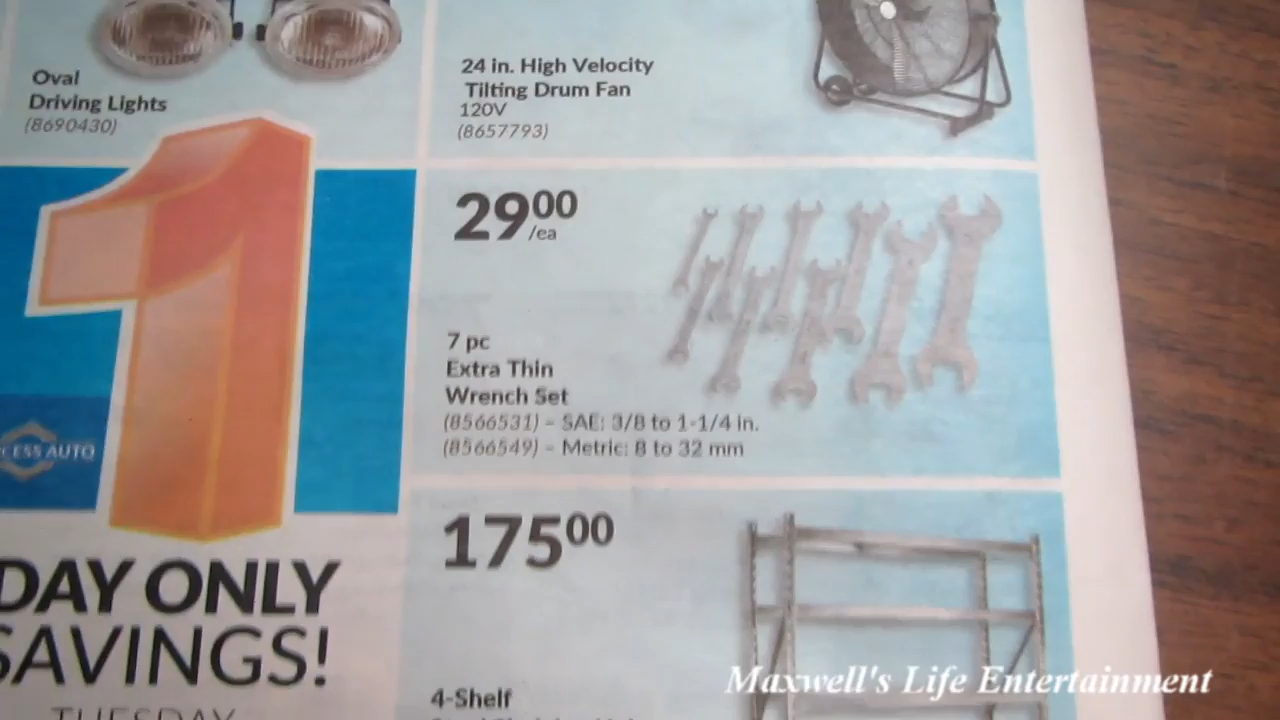 Oval
Driving Lights
(8690430)
24 in. High Velocity
Tilting Drum Fan
120V
(8657793)
29 00
/ea
7 pc
Extra Thin
Wrench Set
(8566531) - SAE: 3/8 to 1-1/4 in.
(8566549) - Metric: 8 to 32 mm
1
AUTO
DAY ONLY
SAVINGS!
TUESDAY
175 00
4-Shelf
Maxwell's Life Entertainment